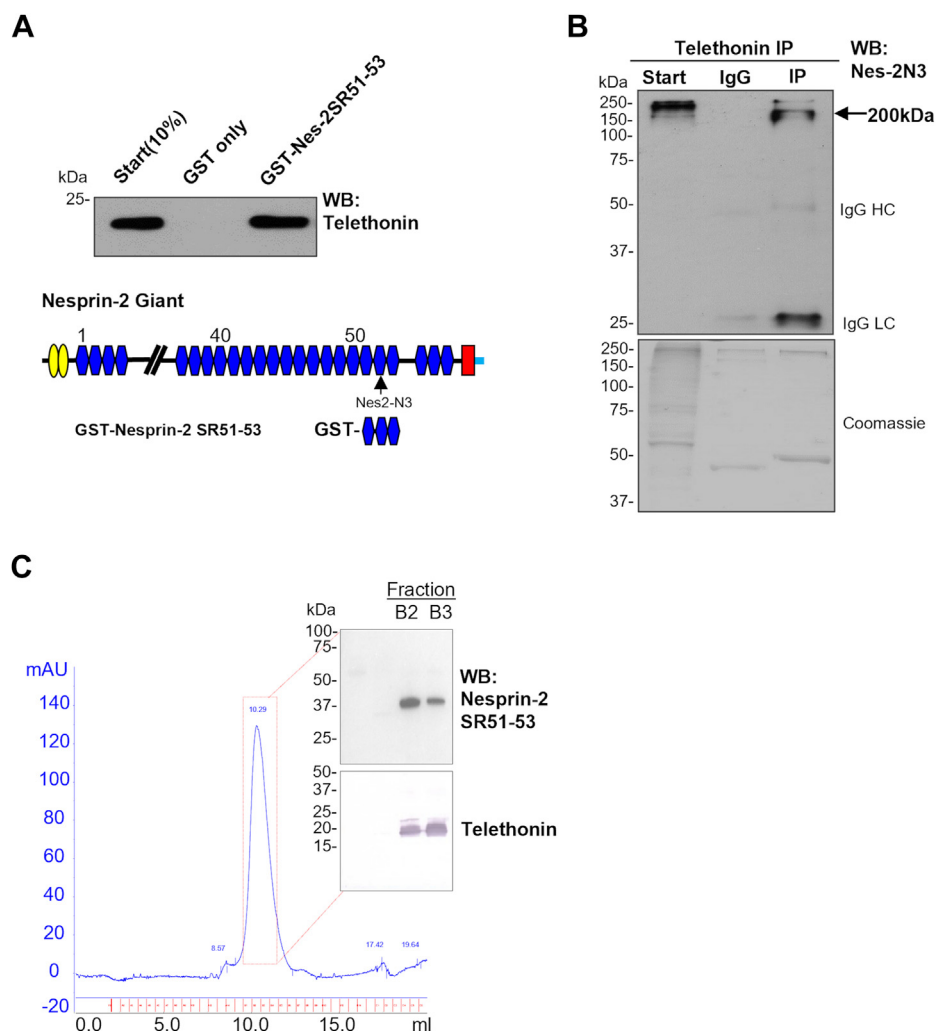 A
Start(10%)
GST only
GST-Nes-2SR51-53
kDa
25-
WB:
Telethonin
Nesprin-2 Giant
1
40
50
Nes2-N3
GST-Nesprin-2 SR51-53
GST-
B
Telethonin IP
WB:
Nes-2N3
kDa
Start
IgG
IP
250-
150-
100-
75-
50-
37-
25-
200kDa
IgG HC
IgG LC
250-
150-
100-
75-
50-
37-
Coomassie
C
Fraction
kDa
B2
B3
100-
75-
50-
37-
25-
WB:
Nesprin-2
SR51-53
50-
37-
25-
20-
15-
Telethonin
mAU
140
120
100
80
60
40
20
0
-20
8.57
10.29
17.42
19.64
0.0
5.0
10.0
15.0
ml